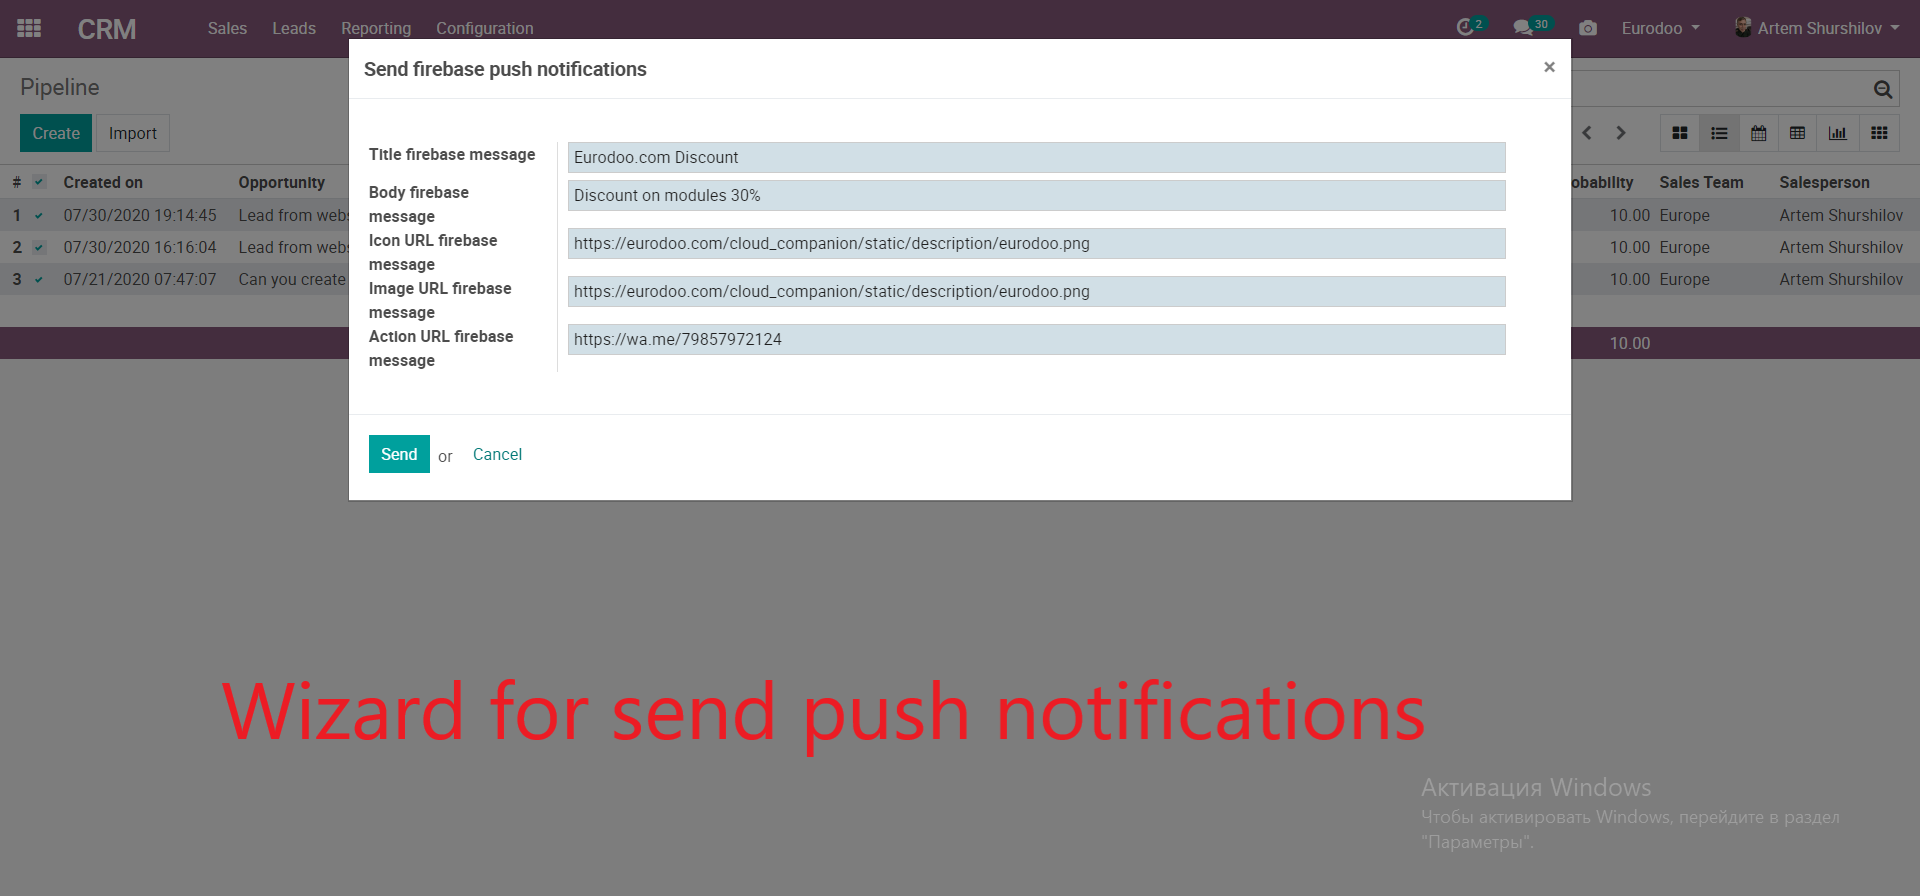 CRM Sales Leads Reporting Configuration 2 30 Eurodoo Artem Shurshilov
Pipeline
Create Import
Send firebase push notifications ×
Title firebase message Eurodoo.com Discount
Body firebase message Discount on modules 30%
Icon URL firebase message https://eurodoo.com/cloud_companion/static/description/eurodoo.png
Image URL firebase message https://eurodoo.com/cloud_companion/static/description/eurodoo.png
Action URL firebase message https://wa.me/79857972124
Send or Cancel
# Created on Opportunity obability Sales Team Salesperson
1 07/30/2020 19:14:45 Lead from webs 10.00 Europe Artem Shurshilov
2 07/30/2020 16:16:04 Lead from webs 10.00 Europe Artem Shurshilov
3 07/21/2020 07:47:07 Can you create 10.00 Europe Artem Shurshilov
10.00
Wizard for send push notifications
Активация Windows
Чтобы активировать Windows, перейдите в раздел
"Параметры".